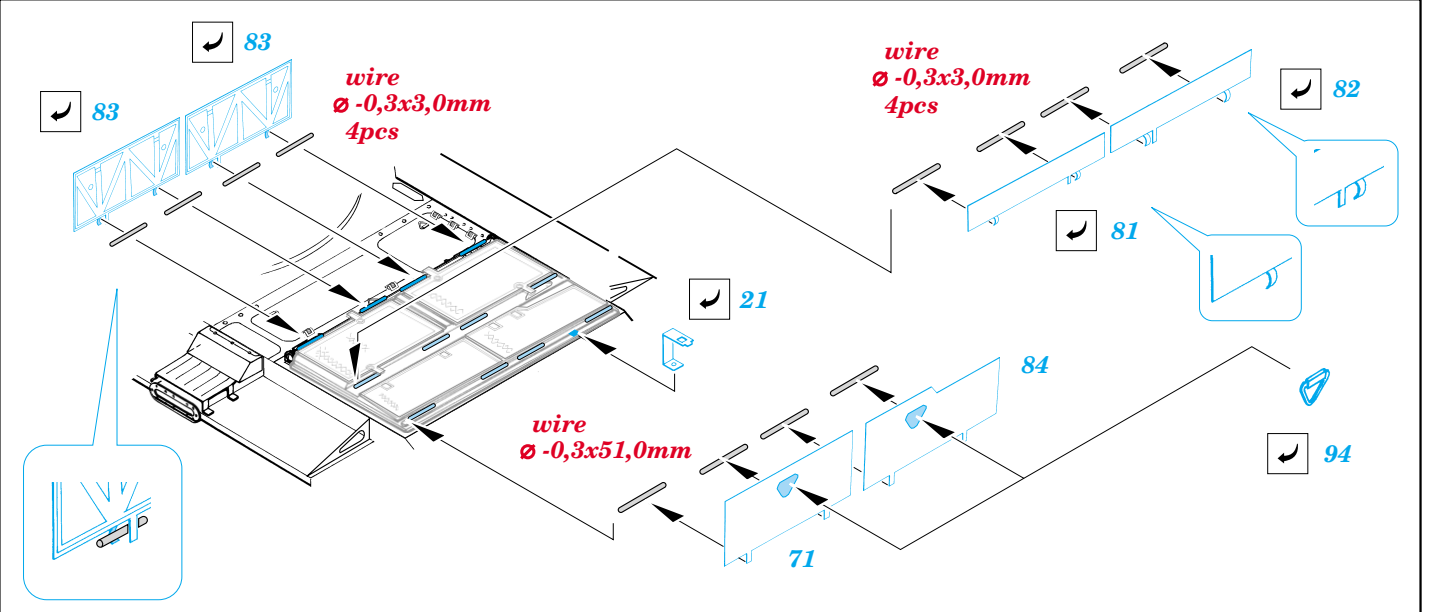 83
83
wire
ø -0,3x3,0mm
4pcs
wire
ø -0,3x3,0mm
4pcs
82
81
21
wire
ø -0,3x51,0mm
84
94
71